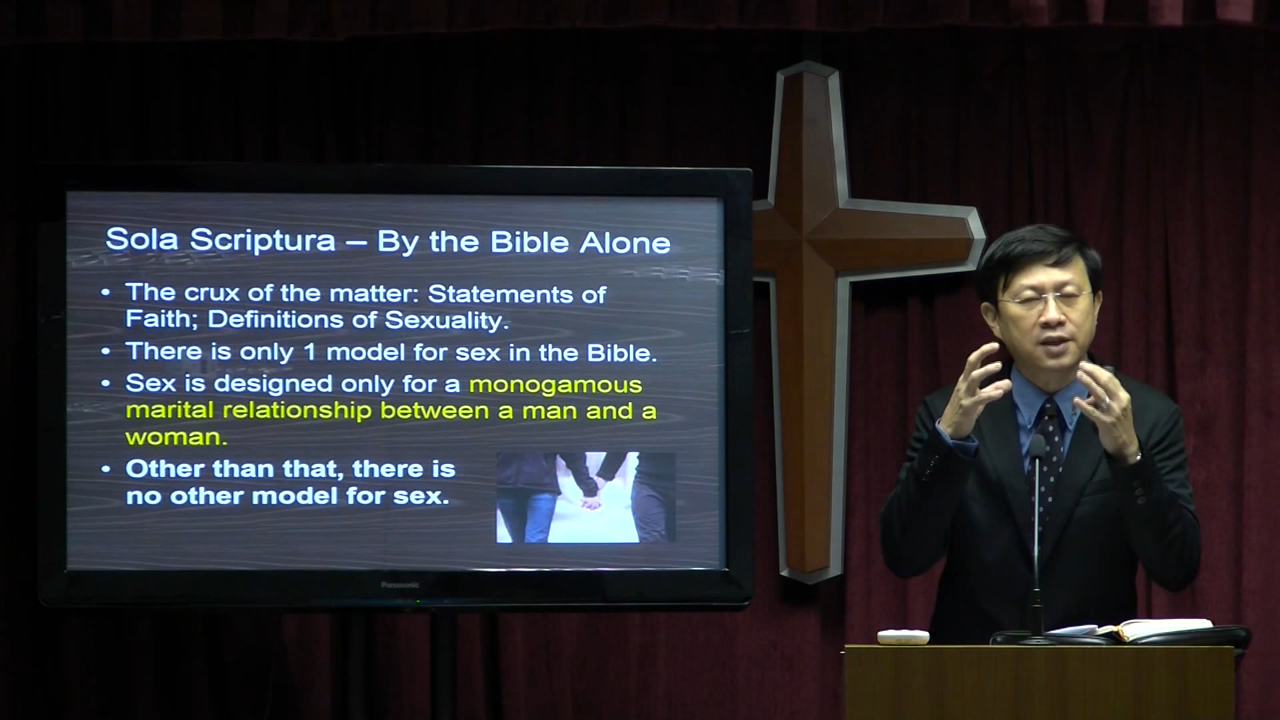 Sola Scriptura – By the Bible Alone
• The crux of the matter: Statements of
Faith; Definitions of Sexuality.
• There is only 1 model for sex in the Bible.
• Sex is designed only for a monogamous
marital relationship between a man and a
woman.
• Other than that, there is
no other model for sex.
Panasonic